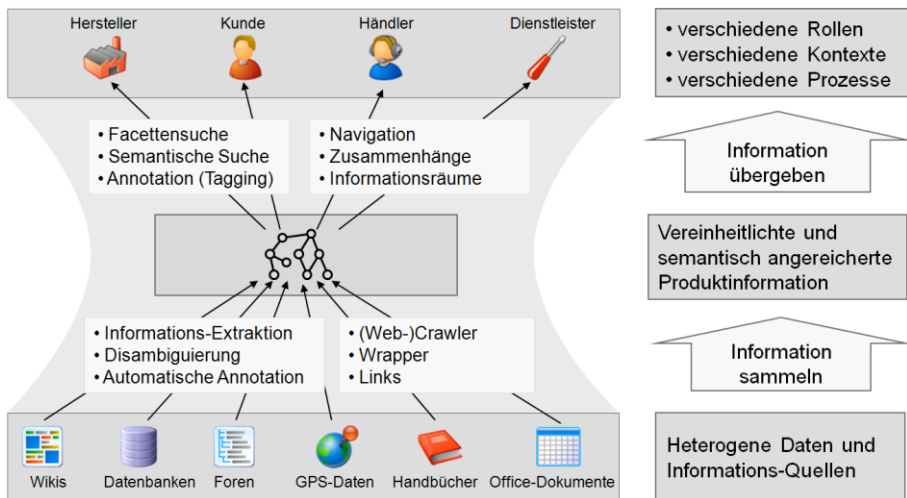 Hersteller
Kunde
Händler
Dienstleister
• verschiedene Rollen
• verschiedene Kontexte
• verschiedene Prozesse
• Facettensuche
• Semantische Suche
• Annotation (Tagging)
• Navigation
• Zusammenhänge
• Informationsräume
Information
übergeben
Vereinheitlichte und
semantisch angereicherte
Produktinformation
• Informations-Extraktion
• Disambiguierung
• Automatische Annotation
• (Web-)Crawler
• Wrapper
• Links
Information
sammeln
Wikis
Datenbanken
Foren
GPS-Daten
Handbücher
Office-Dokumente
Heterogene Daten und
Informations-Quellen